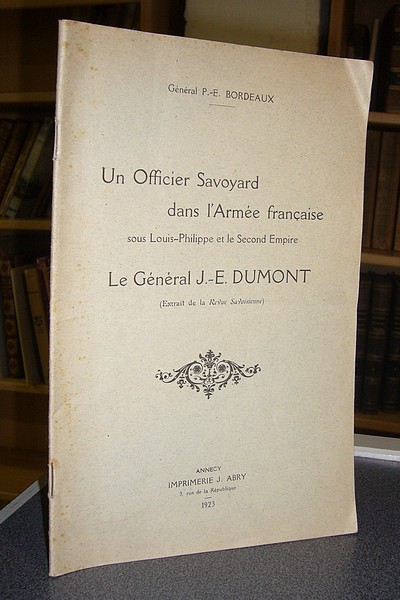 Général P.-E. BORDEAUX
Un Officier Savoyard
dans l'Armée française
sous Louis-Philippe et le Second Empire
Le Général J.-E. DUMONT
(Extrait de la Revue Savoisienne)
ANNECY
IMPRIMERIE J. ABRY
3, rue de la République
1923